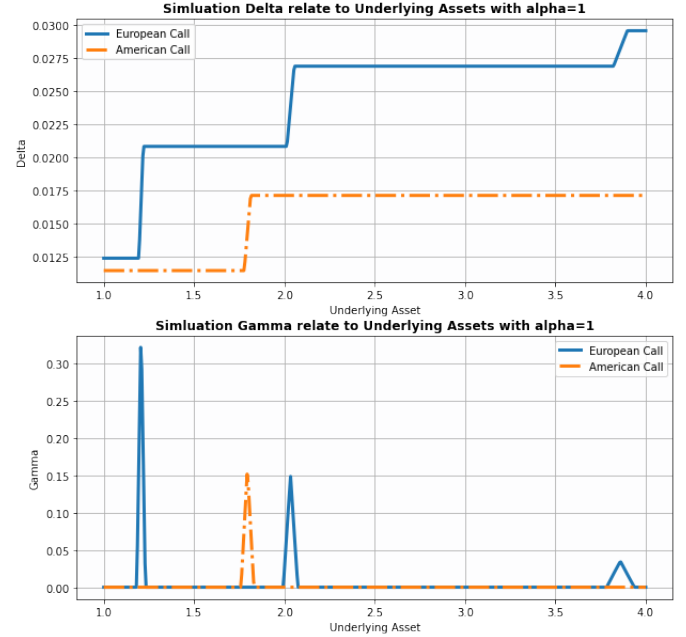 Simluation Delta relate to Underlying Assets with alpha=1
European Call
American Call
0.0300
0.0275
0.0250
0.0225
0.0200
0.0175
0.0150
0.0125
Delta
1.0 1.5 2.0 2.5 3.0 3.5 4.0
Underlying Asset
Simluation Gamma relate to Underlying Assets with alpha=1
European Call
American Call
0.30
0.25
0.20
0.15
0.10
0.05
0.00
Gamma
1.0 1.5 2.0 2.5 3.0 3.5 4.0
Underlying Asset